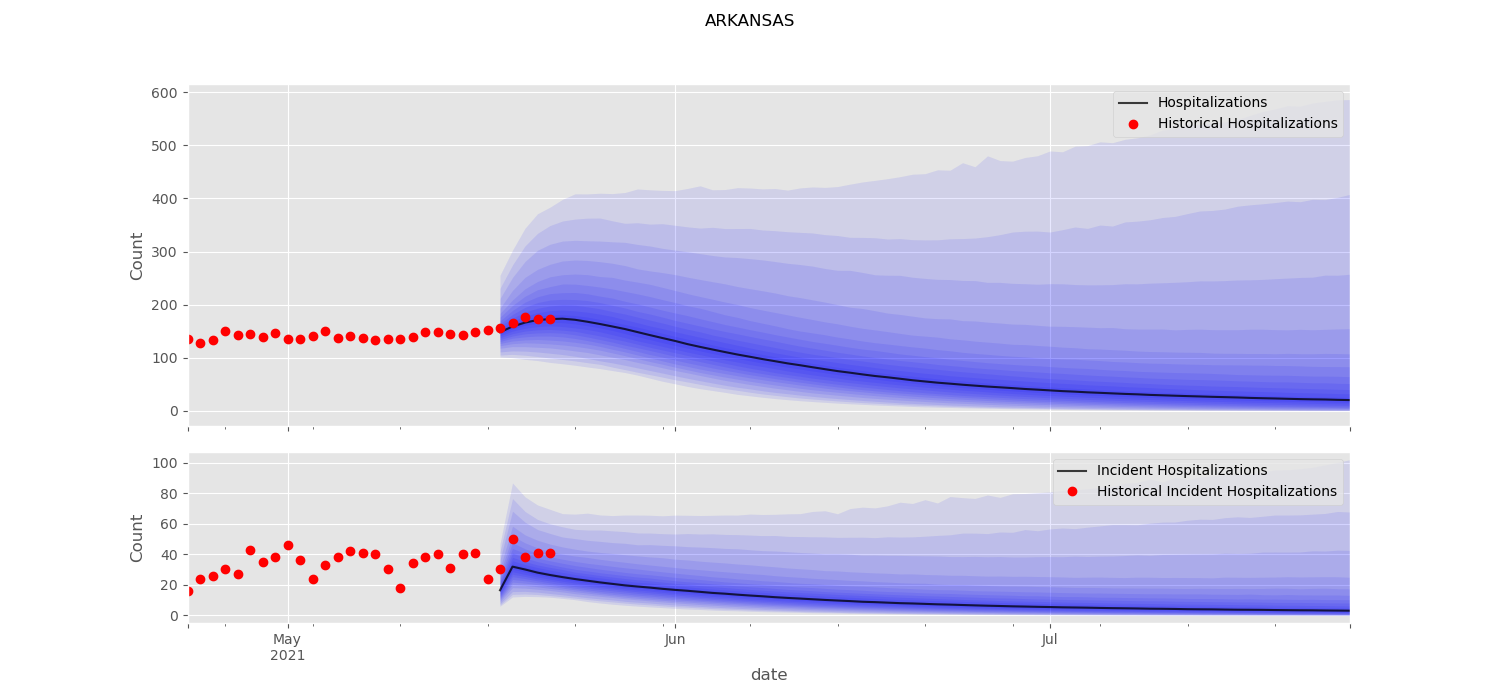 ARKANSAS
600
500
400
300
200
100
0
Count
Hospitalizations
Historical Hospitalizations
100
80
60
40
20
0
Count
Incident Hospitalizations
Historical Incident Hospitalizations
May
2021
Jun
Jul
date